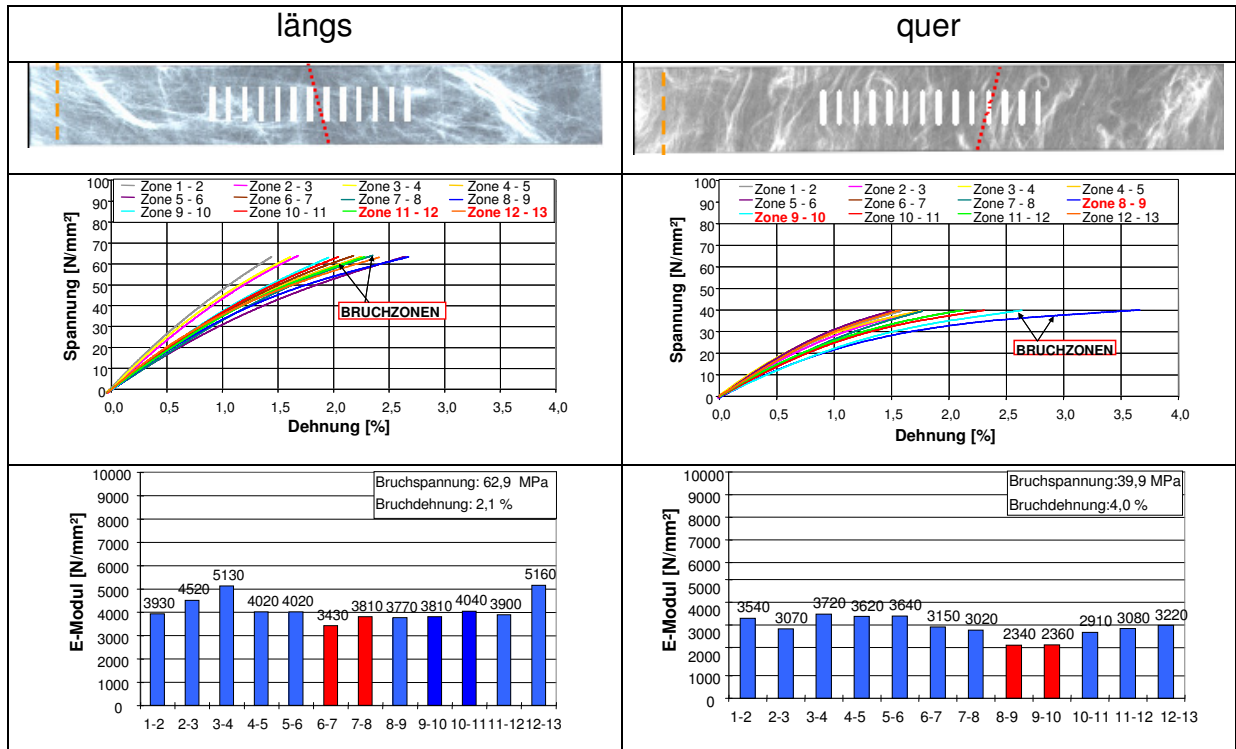 längs
quer
Spannung [N/mm²]
100
90
80
70
60
50
40
30
20
10
0
Zone 1 - 2 Zone 2 - 3 Zone 3 - 4 Zone 4 - 5
Zone 5 - 6 Zone 6 - 7 Zone 7 - 8 Zone 8 - 9
Zone 9 - 10 Zone 10 - 11 Zone 11 - 12 Zone 12 - 13
BRUCHZONEN
0,0 0,5 1,0 1,5 2,0 2,5 3,0 3,5 4,0
Dehnung [%]
Spannung [N/mm²]
100
90
80
70
60
50
40
30
20
10
0
Zone 1 - 2 Zone 2 - 3 Zone 3 - 4 Zone 4 - 5
Zone 5 - 6 Zone 6 - 7 Zone 7 - 8 Zone 8 - 9
Zone 9 - 10 Zone 10 - 11 Zone 11 - 12 Zone 12 - 13
BRUCHZONEN
0,0 0,5 1,0 1,5 2,0 2,5 3,0 3,5 4,0
Dehnung [%]
E-Modul [N/mm²]
10000
9000
8000
7000
6000
5000
4000
3000
2000
1000
0
Bruchspannung: 62,9 MPa
Bruchdehnung: 2,1 %
3930 4520 5130 4020 4020 3430 3810 3770 3810 4040 3900 5160
1-2 2-3 3-4 4-5 5-6 6-7 7-8 8-9 9-10 10-11 11-12 12-13
E-Modul [N/mm²]
10000
9000
8000
7000
6000
5000
4000
3000
2000
1000
0
Bruchspannung:39,9 MPa
Bruchdehnung:4,0 %
3540 3070 3720 3620 3640 3150 3020 2340 2360 2910 3080 3220
1-2 2-3 3-4 4-5 5-6 6-7 7-8 8-9 9-10 10-11 11-12 12-13